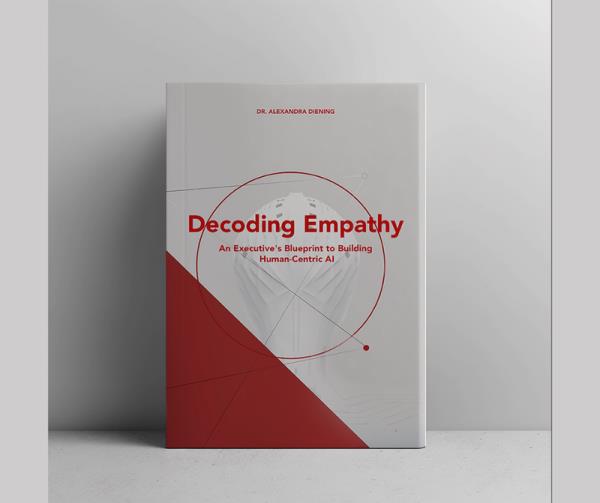 DR. ALEXANDRA DIENING
Decoding Empathy
An Executive's Blueprint to Building
Human-Centric AI